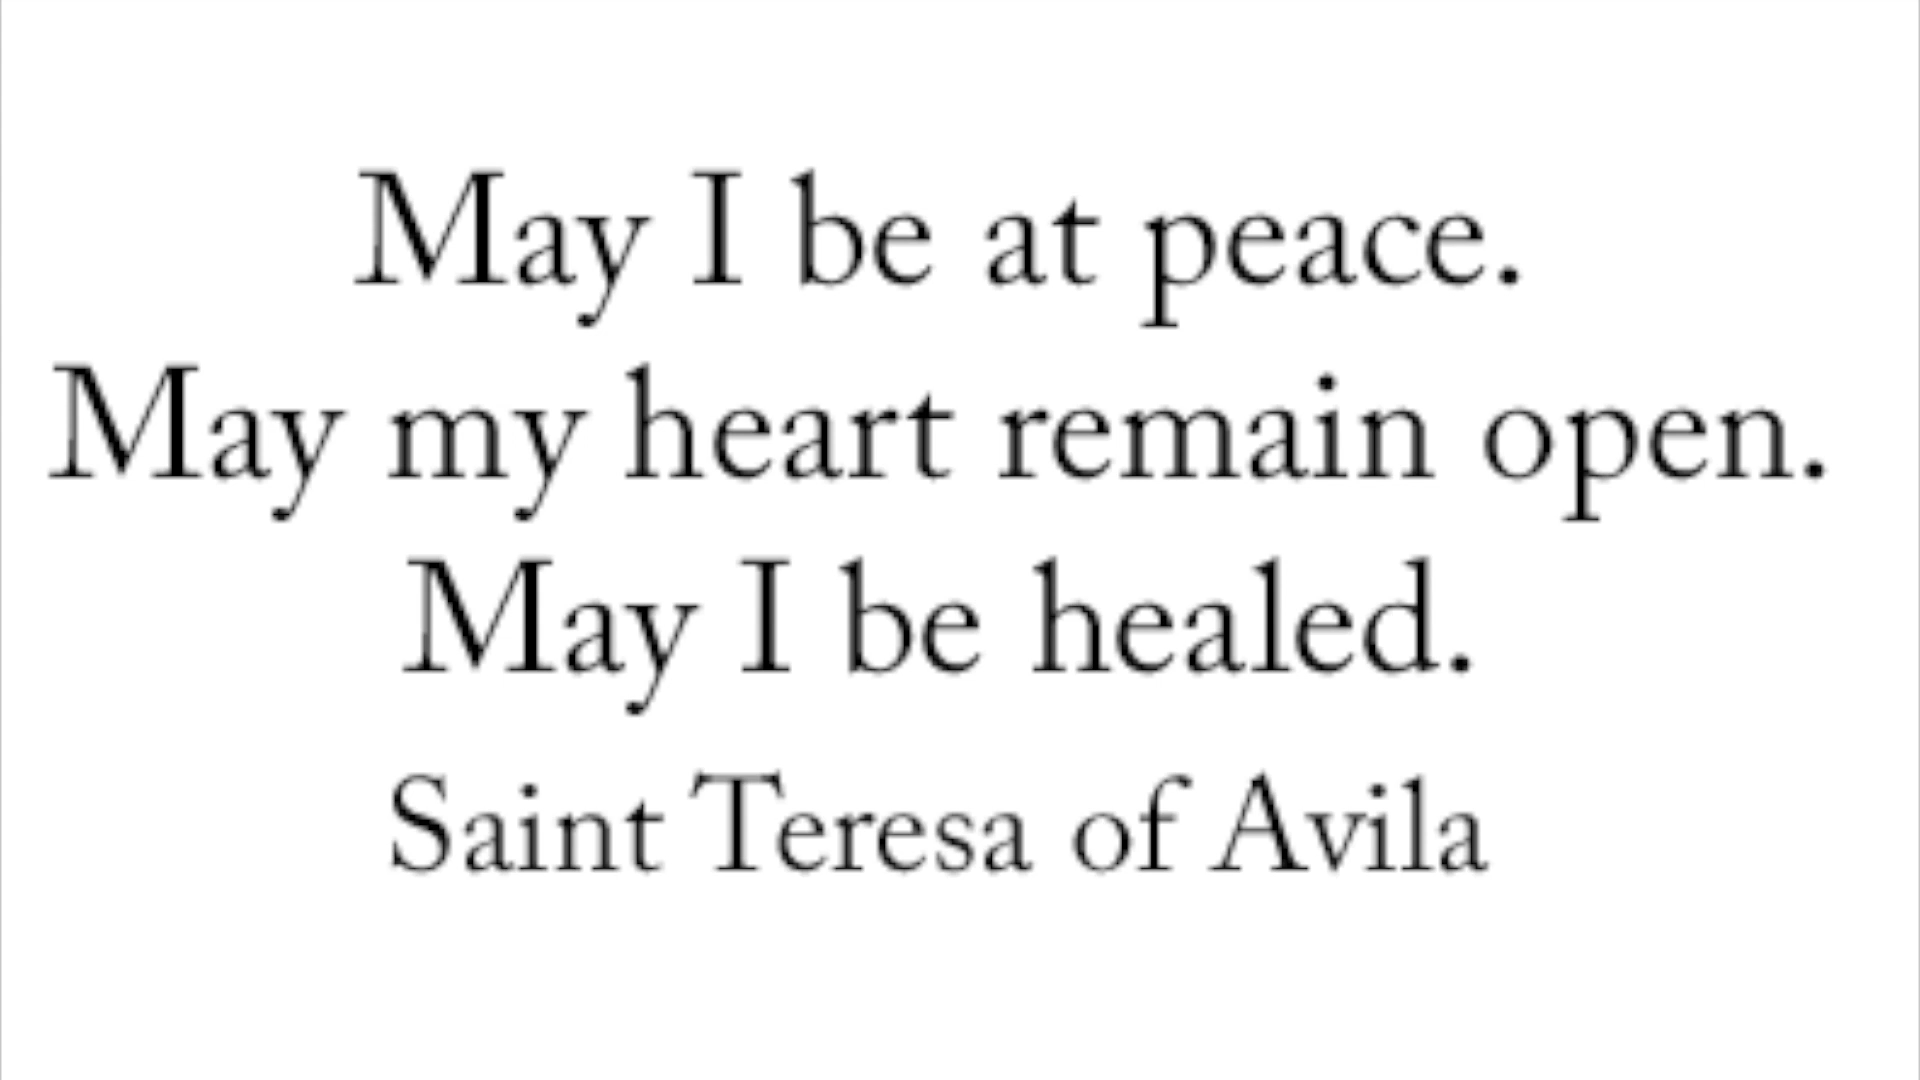 May I be at peace.
May my heart remain open.
May I be healed.
Saint Teresa of Avila